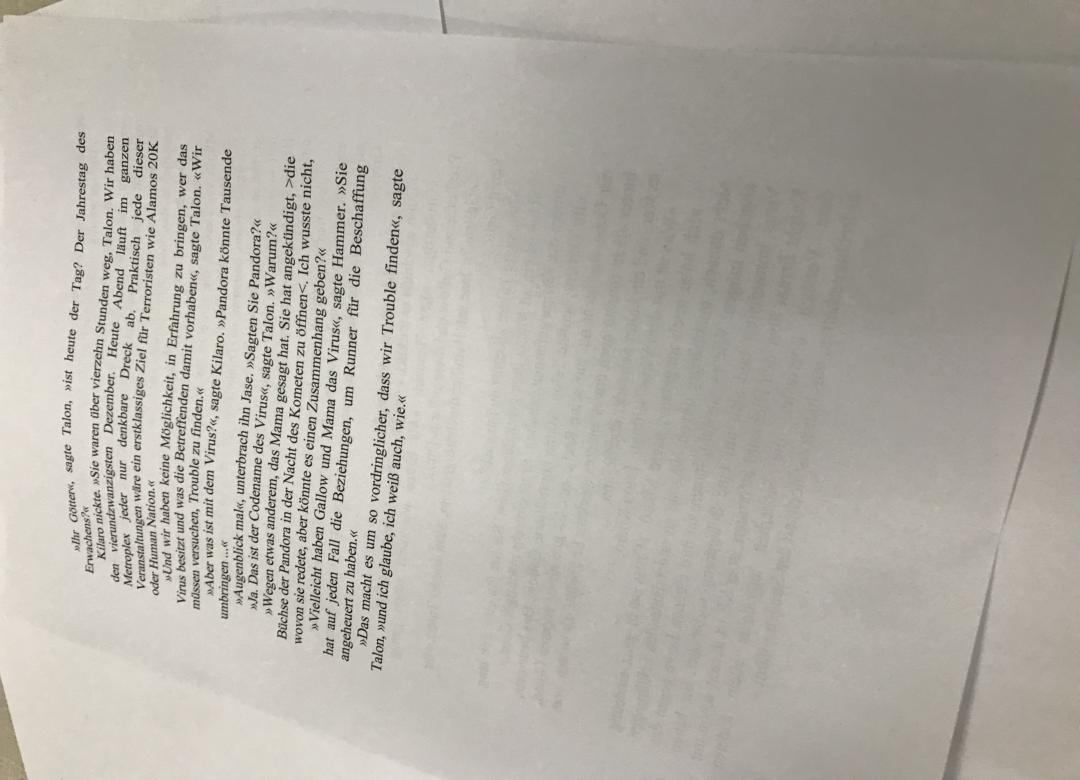 »Ihr Götter«, sagte Talon, »ist heute der Tag? Der Jahrestag des
Erwachens?«
Kilaro nickte. »Sie waren über vierzehn Stunden weg, Talon. Wir haben
den vierundzwanzigsten Dezember. Heute Abend läuft im ganzen
Metroplex jeder nur denkbare Dreck ab. Praktisch jede dieser
Veranstaltungen wäre ein erstklassiges Ziel für Terroristen wie Alamos 20K
oder Human Nation.«
»Und wir haben keine Möglichkeit, in Erfahrung zu bringen, wer das
Virus besitzt und was die Betreffenden damit vorhaben«, sagte Talon. «Wir
müssen versuchen, Trouble zu finden.«
»Aber was ist mit dem Virus?«, sagte Kilaro. »Pandora könnte Tausende
umbringen ...«
»Augenblick mal«, unterbrach ihn Jase. »Sagten Sie Pandora?«
»Ja. Das ist der Codename des Virus«, sagte Talon. »Warum?«
»Wegen etwas anderem, das Mama gesagt hat. Sie hat angekündigt, >die
Büchse der Pandora in der Nacht des Kometen zu öffnen<. Ich wusste nicht,
wovon sie redete, aber könnte es einen Zusammenhang geben?«
»Vielleicht haben Gallow und Mama das Virus«, sagte Hammer. »Sie
hat auf jeden Fall die Beziehungen, um Runner für die Beschaffung
angeheuert zu haben.«
»Das macht es um so vordringlicher, dass wir Trouble finden«, sagte
Talon, »und ich glaube, ich weiß auch, wie.«